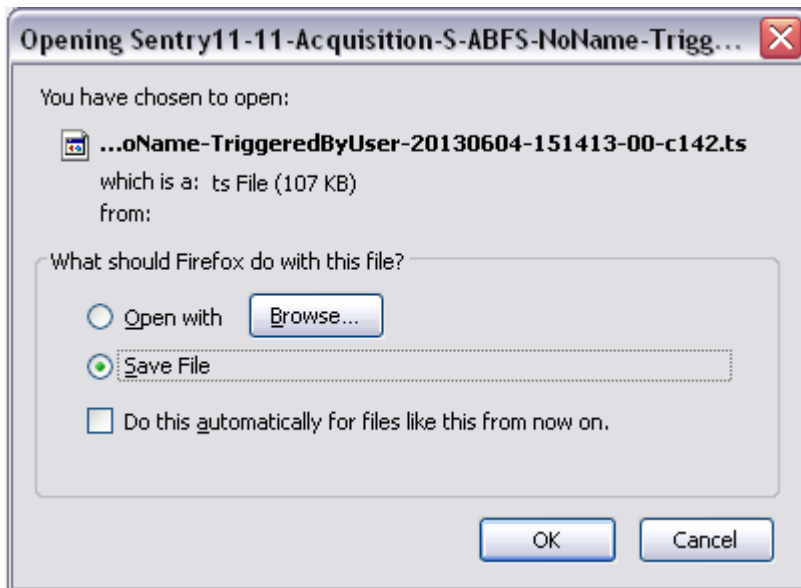 Opening Sentry11-11-Acquisition-S-ABFS-NoName-Trigg...
You have chosen to open:
...oName-TriggeredByUser-20130604-151413-00-c142.ts
which is a: ts File (107 KB)
from:
What should Firefox do with this file?
Open with Browse...
Save File
Do this automatically for files like this from now on.
OK Cancel